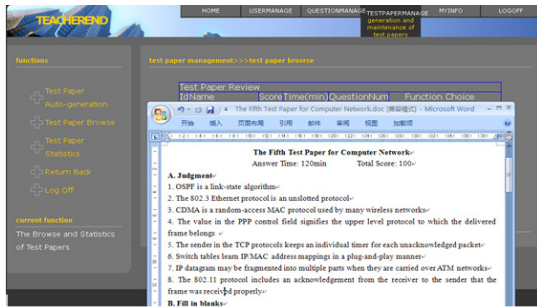 TEACHEREND
HOME
USERMANAGE
QUESTIONMANAGE
TESTPAPERMANAGE
generation and
maintenance of
test papers
MYINFO
LOGOFF
functions
Test Paper
Auto-generation
Test Paper Browse
Test Paper
Statistics
Return Back
Log Off
current function
The Browse and Statistics
of Test Papers
test paper management>>>test paper browse
Test Paper Review
IdName Score Time(min) QuestionNum Function Choice
The Fifth Test Paper for Computer Network.doc [兼容模式] - Microsoft Word
开始 插入 页面布局 引用 邮件 审阅 视图 加载项
The Fifth Test Paper for Computer Network
Answer Time: 120min Total Score: 100
A. Judgment
1. OSPF is a link-state algorithm
2. The 802.3 Ethernet protocol is an unslotted protocol
3. CDMA is a random-access MAC protocol used by many wireless networks
4. The value in the PPP control field signifies the upper level protocol to which the delivered
frame belongs
5. The sender in the TCP protocols keeps an individual timer for each unacknowledged packet
6. Switch tables learn IP/MAC address mappings in a plug-and-play manner
7. IP datagram may be fragmented into multiple parts when they are carried over ATM networks
8. The 802.11 protocol includes an acknowledgement from the receiver to the sender that the
frame was received properly
B. Fill in blanks